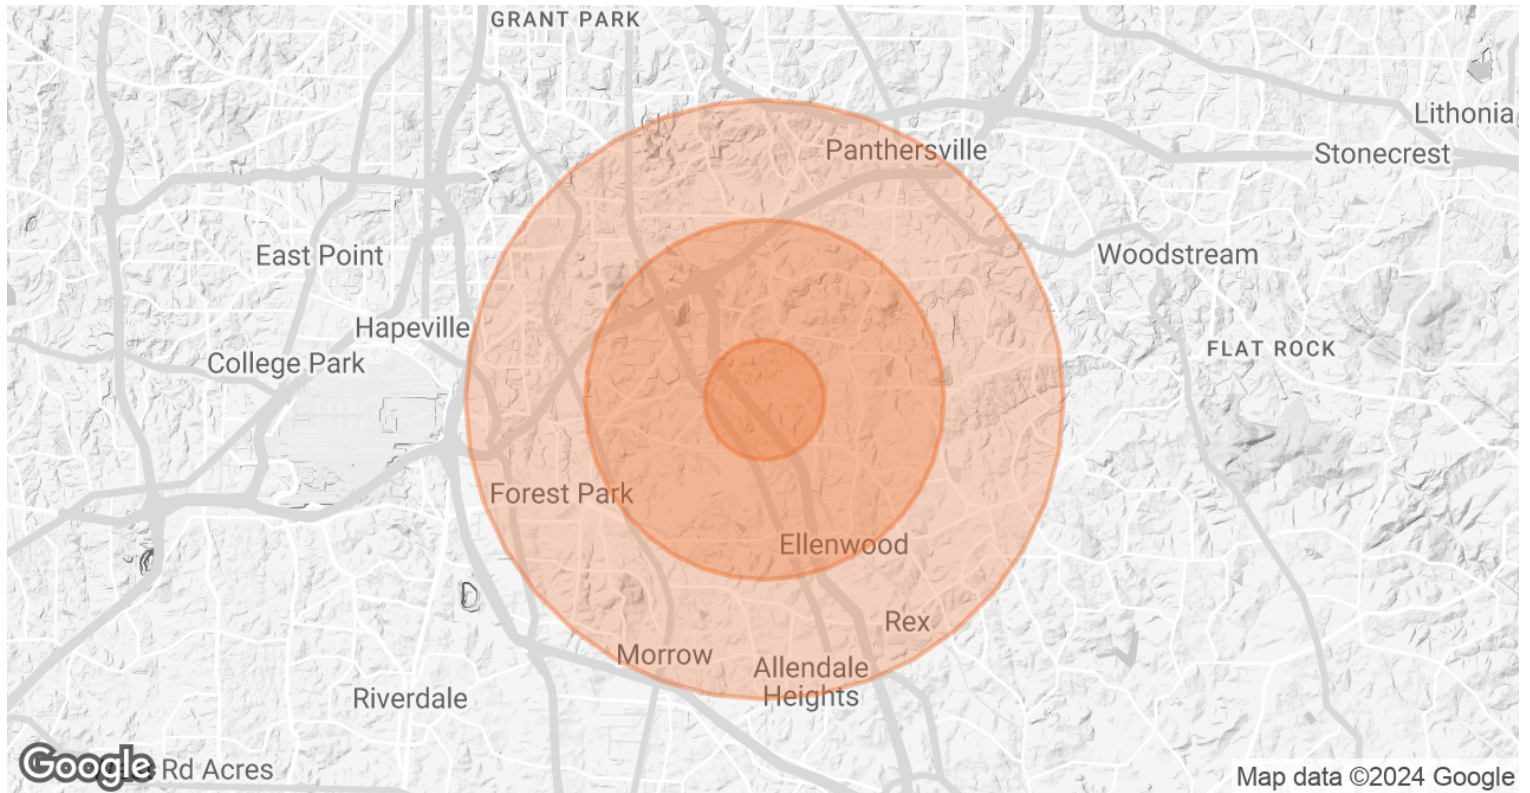 GRANT PARK
Lithonia
Panthersville
Stonecrest
East Point
Woodstream
Hapeville
FLAT ROCK
College Park
Forest Park
Ellenwood
Rex
Morrow
Allendale
Heights
Riverdale
Google
Rd Acres
Map data ©2024 Google